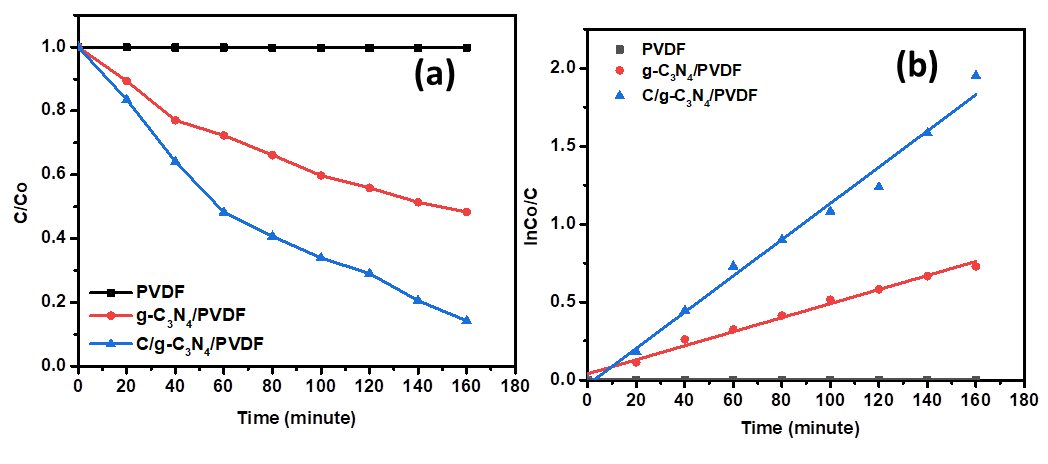 (a)
C/Co
1.0
0.8
0.6
0.4
0.2
0.0
PVDF
g-C₃N₄/PVDF
C/g-C₃N₄/PVDF
0 20 40 60 80 100 120 140 160 180
Time (minute)
(b)
lnCo/C
2.0
1.5
1.0
0.5
0.0
PVDF
g-C₃N₄/PVDF
C/g-C₃N₄/PVDF
0 20 40 60 80 100 120 140 160 180
Time (minute)